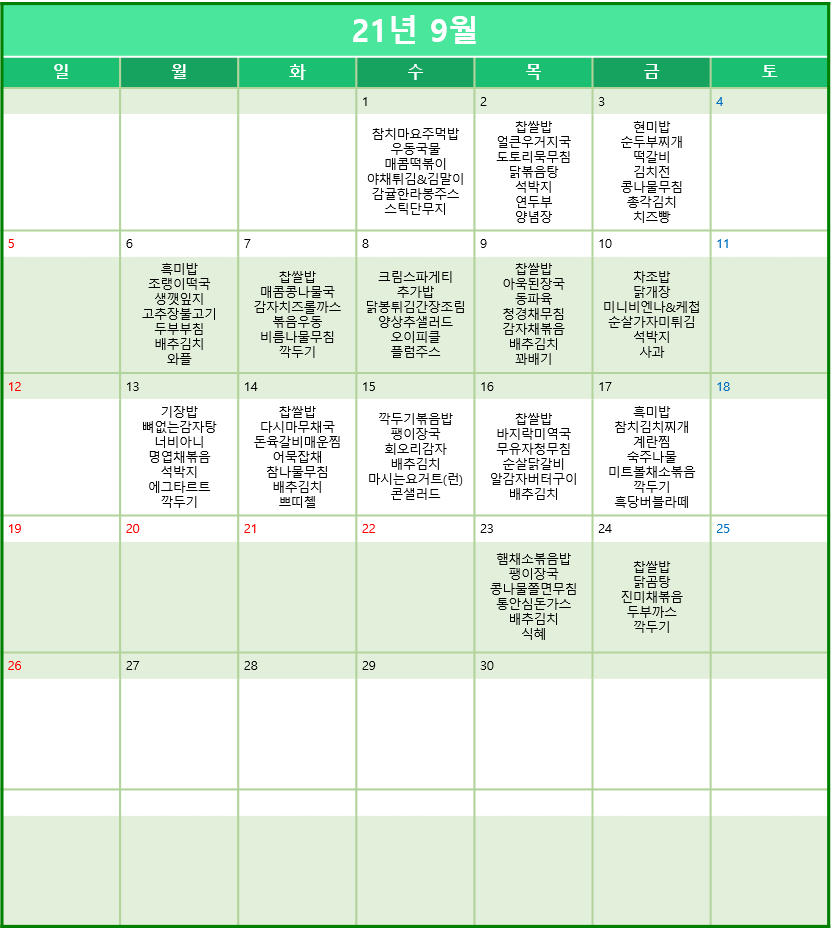 21년 9월
일 월 화 수 목 금 토
1 2 3 4
참치마요주먹밥
우동국물
매콤떡볶이
야채튀김&김말이
감귤한라봉주스
스틱단무지
찹쌀밥
얼큰우거지국
도토리묵무침
닭볶음탕
석박지
연두부
양념장
현미밥
순두부찌개
떡갈비
김치전
콩나물무침
총각김치
치즈빵
5 6 7 8 9 10 11
흑미밥
조랭이떡국
생깻잎지
고추장불고기
두부부침
배추김치
와플
찹쌀밥
매콤콩나물국
감자치즈롤까스
볶음우동
비름나물무침
깍두기
크림스파게티
추가밥
닭봉튀김간장조림
양상추샐러드
오이피클
플럼주스
찹쌀밥
아욱된장국
동파육
청경채무침
감자채볶음
배추김치
꽈배기
차조밥
닭개장
미니비엔나&케첩
순살가자미튀김
석박지
사과
12 13 14 15 16 17 18
기장밥
뼈없는감자탕
너비아니
명엽채볶음
석박지
에그타르트
깍두기
찹쌀밥
다시마무채국
돈육갈비매운찜
어묵잡채
참나물무침
배추김치
쁘띠첼
깍두기볶음밥
팽이장국
회오리감자
배추김치
마시는요거트(런)
콘샐러드
찹쌀밥
바지락미역국
무유자청무침
순살닭갈비
알감자버터구이
배추김치
흑미밥
참치김치찌개
계란찜
숙주나물
미트볼채소볶음
깍두기
흑당버블라떼
19 20 21 22 23 24 25
햄채소볶음밥
팽이장국
콩나물쫄면무침
통안심돈가스
배추김치
식혜
찹쌀밥
닭곰탕
진미채볶음
두부까스
깍두기
26 27 28 29 30